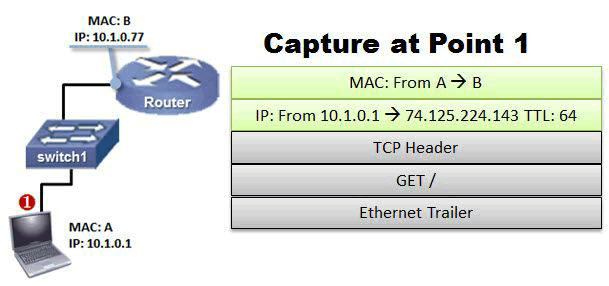 MAC: B
IP: 10.1.0.77
Router
switch1
1
MAC: A
IP: 10.1.0.1
Capture at Point 1
MAC: From A → B
IP: From 10.1.0.1 → 74.125.224.143 TTL: 64
TCP Header
GET /
Ethernet Trailer